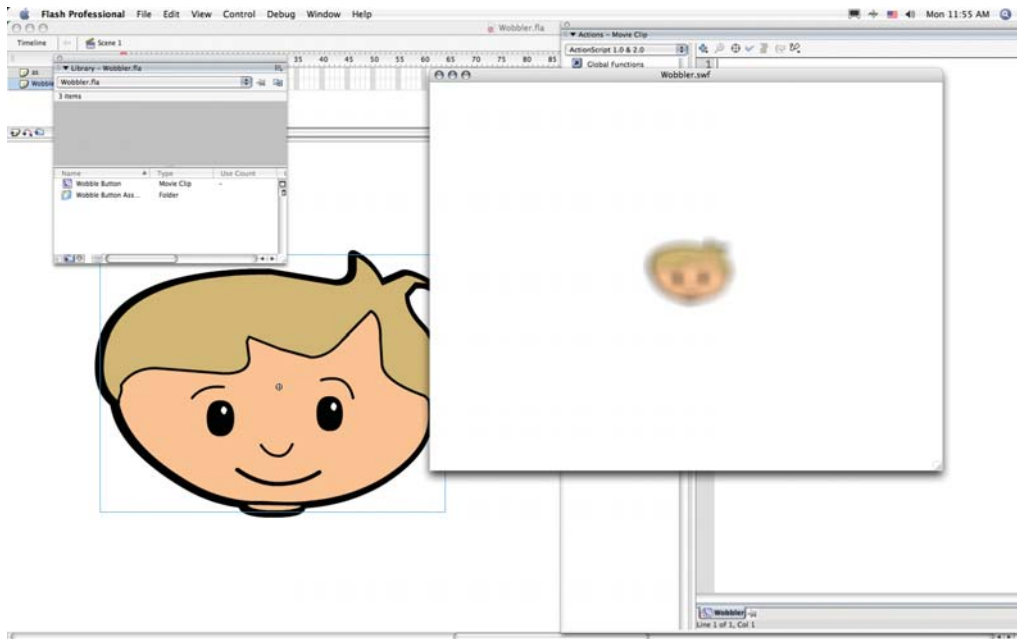 Flash Professional File Edit View Control Debug Window Help Mon 11:55 AM
Wobbler.fla
Timeline Scene 1
Actions - Movie Clip
ActionScript 1.0 & 2.0
Global Functions
1
35 40 45 50 55 60 65 70 75 80 85
as
Wobble
Library - Wobbler.fla
Wobbler.fla
3 items
Name Type Use Count
Wobble Button Movie Clip -
Wobble Button Ass... Folder
Wobbler.swf
Wobbler
Line 1 of 1, Col 1